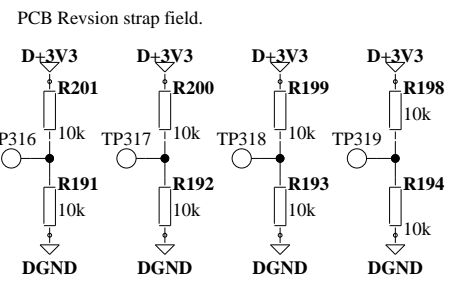 PCB Revsion strap field.
D+3V3 D+3V3 D+3V3 D+3V3
R201 R200 R199 R198
10k 10k 10k 10k
P316 TP317 TP318 TP319
R191 R192 R193 R194
10k 10k 10k 10k
DGND DGND DGND DGND